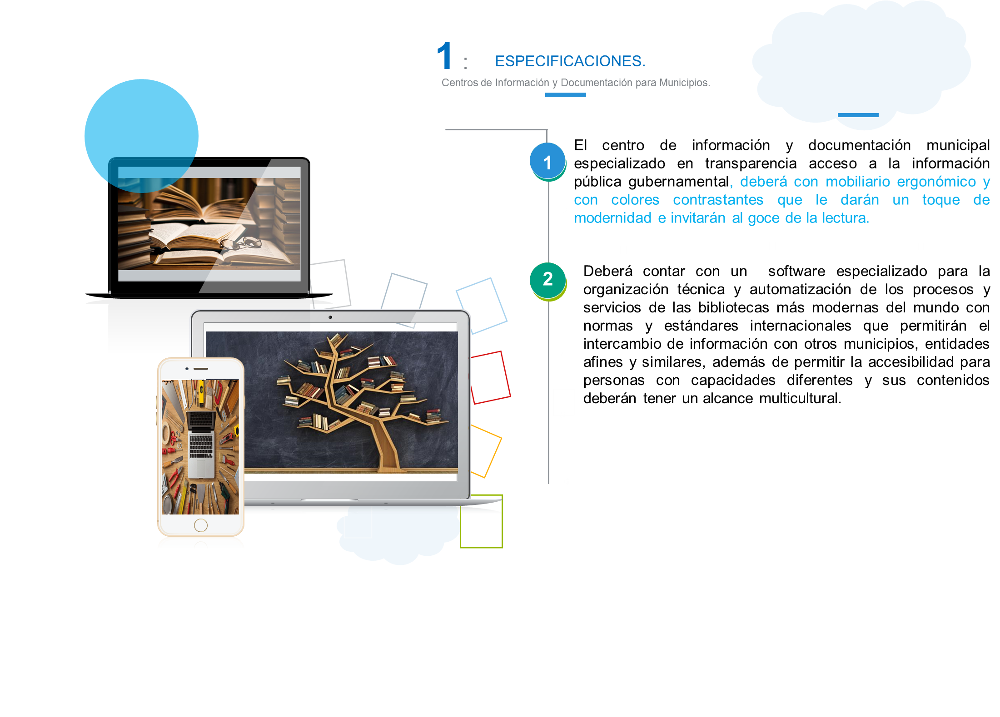 1 : ESPECIFICACIONES.
Centros de Información y Documentación para Municipios.
1
El centro de información y documentación municipal
especializado en transparencia acceso a la información
pública gubernamental, deberá con mobiliario ergonómico y
con colores contrastantes que le darán un toque de
modernidad e invitarán al goce de la lectura.
2
Deberá contar con un software especializado para la
organización técnica y automatización de los procesos y
servicios de las bibliotecas más modernas del mundo con
normas y estándares internacionales que permitirán el
intercambio de información con otros municipios, entidades
afines y similares, además de permitir la accesibilidad para
personas con capacidades diferentes y sus contenidos
deberán tener un alcance multicultural.